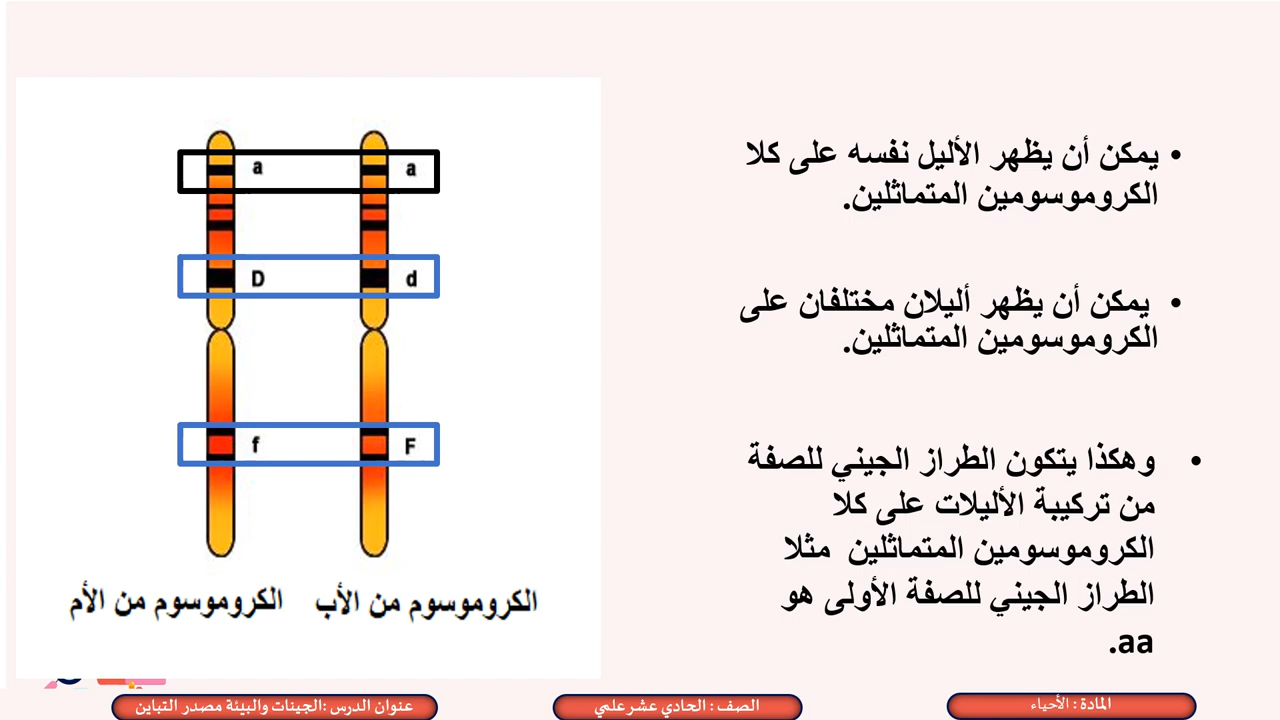 • يمكن أن يظهر الأليل نفسه على كلا
الكروموسومين المتماثلين.
• يمكن أن يظهر أليلان مختلفان على
الكروموسومين المتماثلين.
• وهكذا يتكون الطراز الجيني للصفة
من تركيبة الأليلات على كلا
الكروموسومين المتماثلين مثلا
الطراز الجيني للصفة الأولى هو
aa.
a a
D d
f F
الكروموسوم من الأب
الكروموسوم من الأم
المادة : الأحياء
الصف : الحادي عشر علمي
عنوان الدرس :الجينات والبيئة مصدر التباين